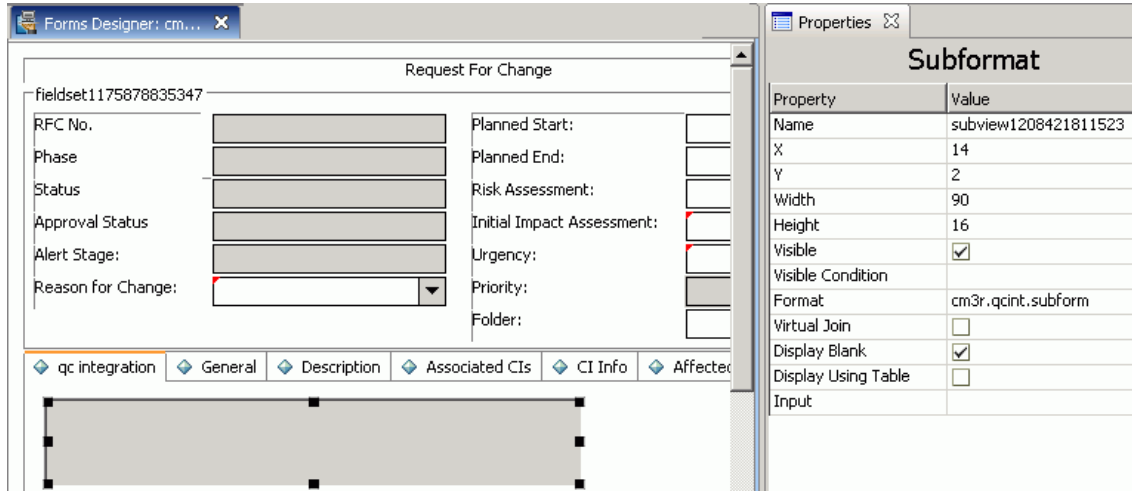 Forms Designer: cm...
Request For Change
fieldset1175878835347
RFC No.
Phase
Status
Approval Status
Alert Stage:
Reason for Change:
Planned Start:
Planned End:
Risk Assessment:
Initial Impact Assessment:
Urgency:
Priority:
Folder:
qc integration General Description Associated CIs CI Info Affected
Properties
Subformat
Property Value
Name subview1208421811523
X 14
Y 2
Width 90
Height 16
Visible
Visible Condition
Format cm3r.qcint.subform
Virtual Join
Display Blank
Display Using Table
Input